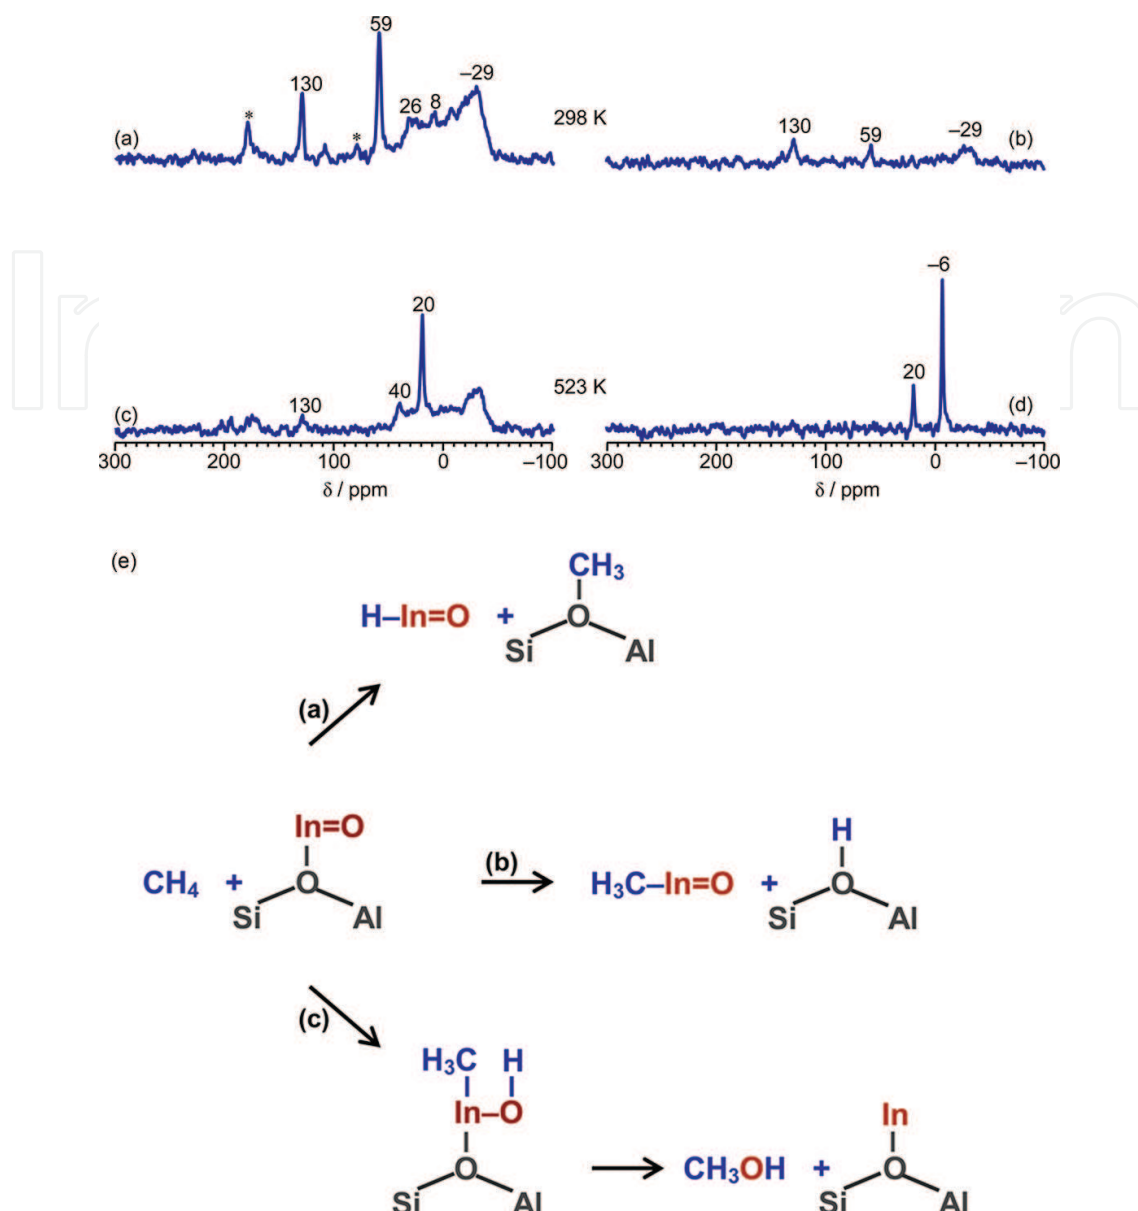 59
130
* * 26 8 –29
298 K
130 59 –29
(a) (b)
–6
20 20
40 130
523 K
(c) (d)
300 200 100 0 –100 300 200 100 0 –100
δ / ppm δ / ppm
(e)
CH3
H–In=O + O
Si Al
(a)
In=O H
CH4 + O (b) H3C–In=O + O
Si Al Si Al
(c)
H3C H
In–O In
O CH3OH + O
Si Al Si Al